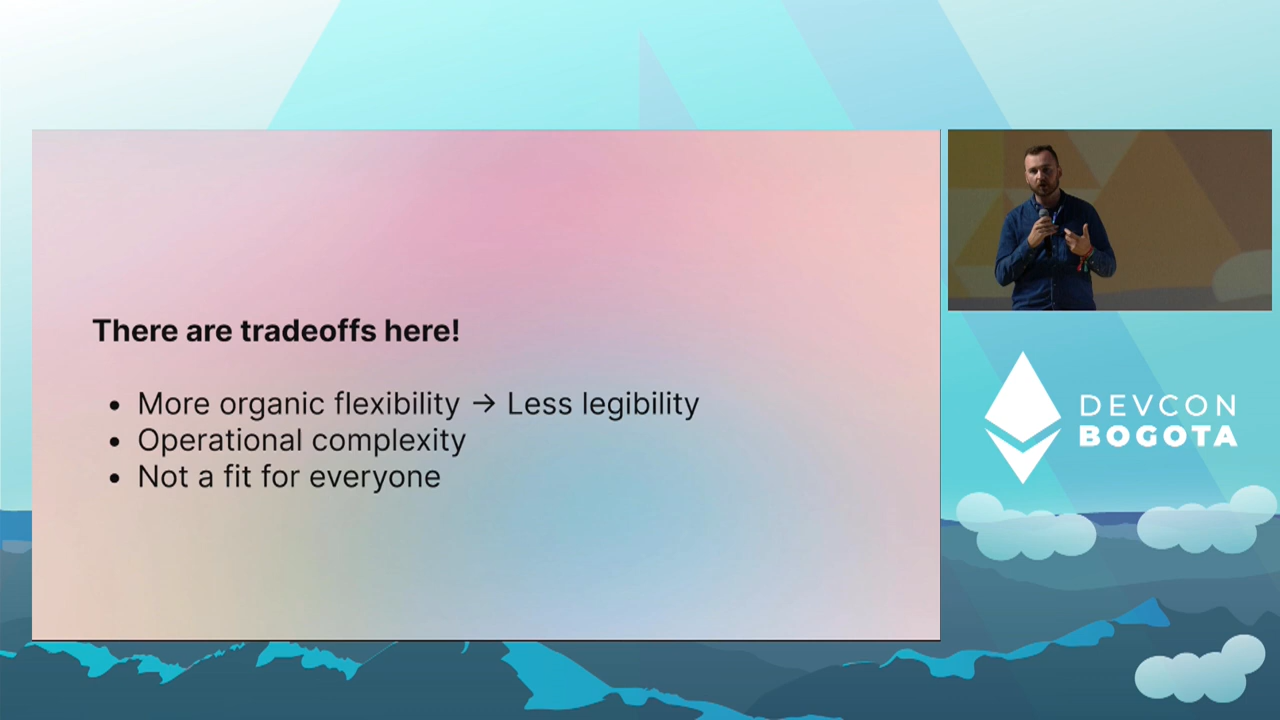 There are tradeoffs here!
• More organic flexibility → Less legibility
• Operational complexity
• Not a fit for everyone
DEVCON
BOGOTA